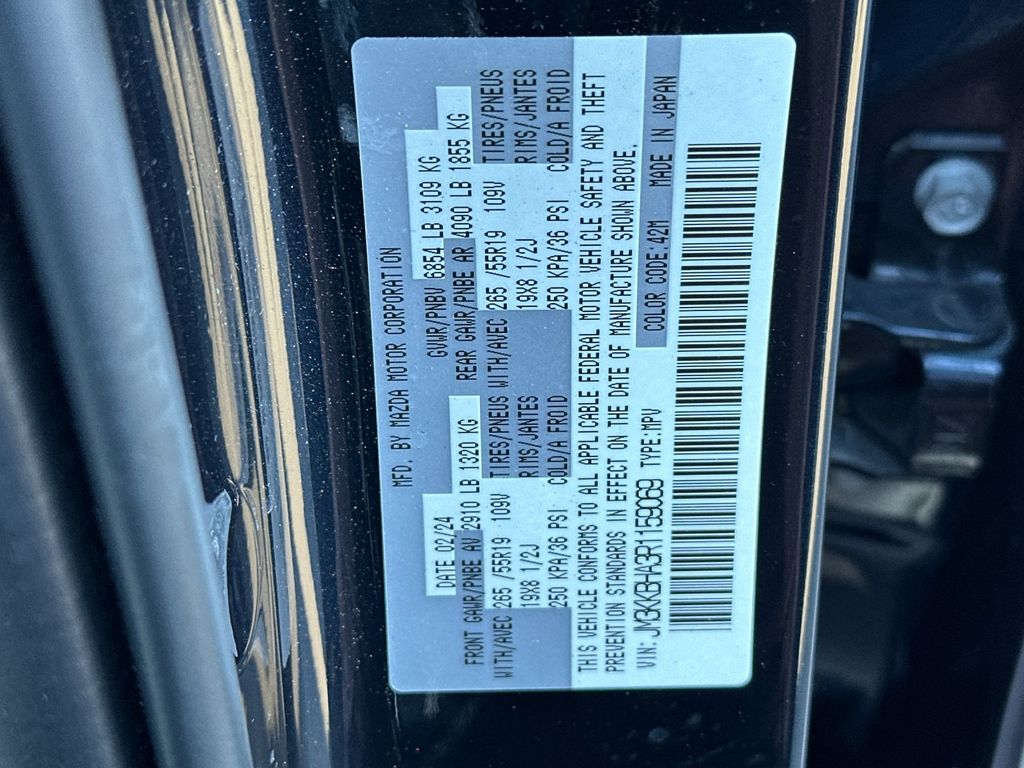 MFD. BY MAZDA MOTOR CORPORATION
DATE 02/24 GVWR/PNBV 6854 LB 3109 KG
FRONT GAWR/PNBE AV 2910 LB 1320 KG REAR GAWR/PNBE AR 4090 LB 1855 KG
WITH/AVEC 265 /55R19 109V TIRES/PNEUS WITH/AVEC 265 /55R19 109V TIRES/PNEUS
19X8 1/2J RIMS/JANTES 19X8 1/2J RIMS/JANTES
250 KPA/36 PSI COLD/A FROID 250 KPA/36 PSI COLD/A FROID
THIS VEHICLE CONFORMS TO ALL APPLICABLE FEDERAL MOTOR VEHICLE SAFETY AND THEFT
PREVENTION STANDARDS IN EFFECT ON THE DATE OF MANUFACTURE SHOWN ABOVE.
VIN: JM3KKBHA3R1159069 TYPE:MPV COLOR CODE:42M MADE IN JAPAN